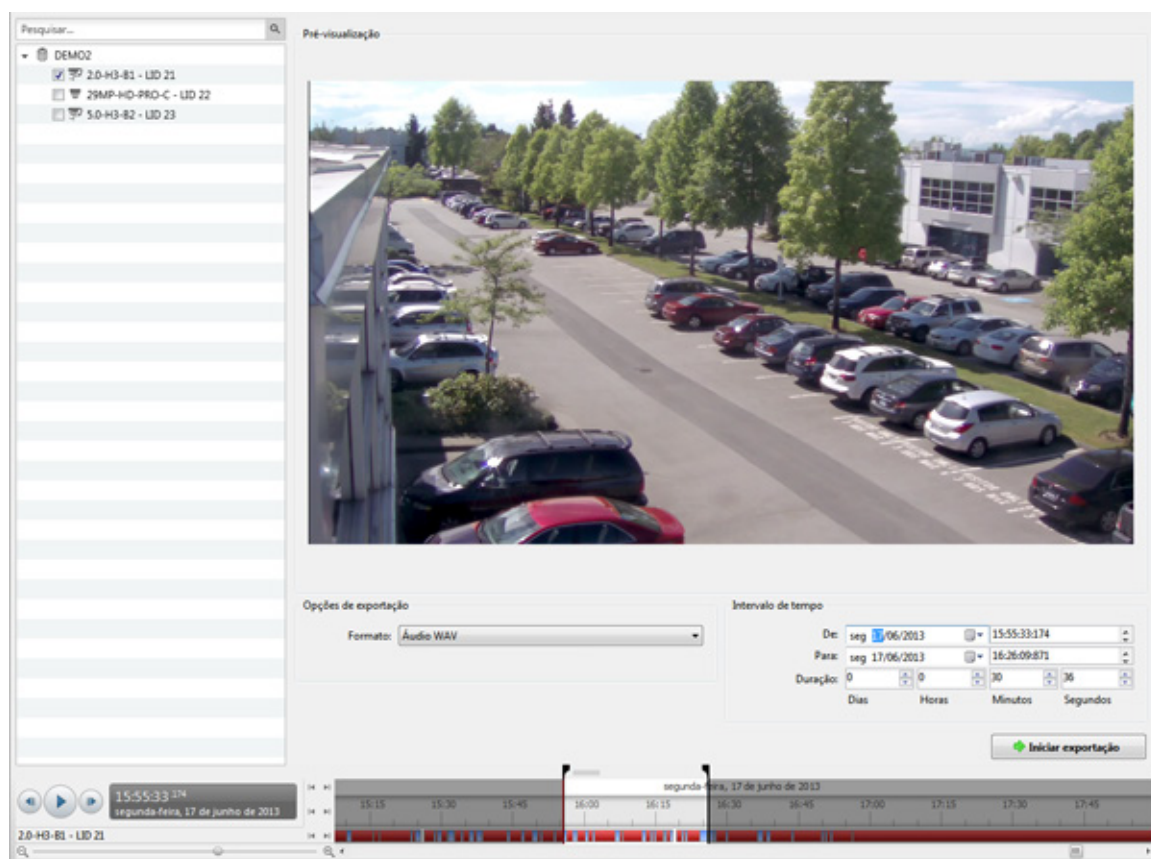 Pesquisar...
DEMO2
2.0-H3-B1 - LID 21
29MP-HD-PRO-C - LID 22
5.0-H3-B2 - LID 23
Pré-visualização
Opções de exportação
Formato: Áudio WAV
Intervalo de tempo
De: seg 17/06/2013 15:55:33:174
Para: seg 17/06/2013 16:26:09:871
Duração: 0 0 30 36
Dias Horas Minutos Segundos
Iniciar exportação
15:55:33.174
segunda-feira, 17 de junho de 2013
segunda-feira, 17 de junho de 2013
15:15 15:30 15:45 16:00 16:15 16:30 16:45 17:00 17:15 17:30 17:45
2.0-H3-B1 - LID 21